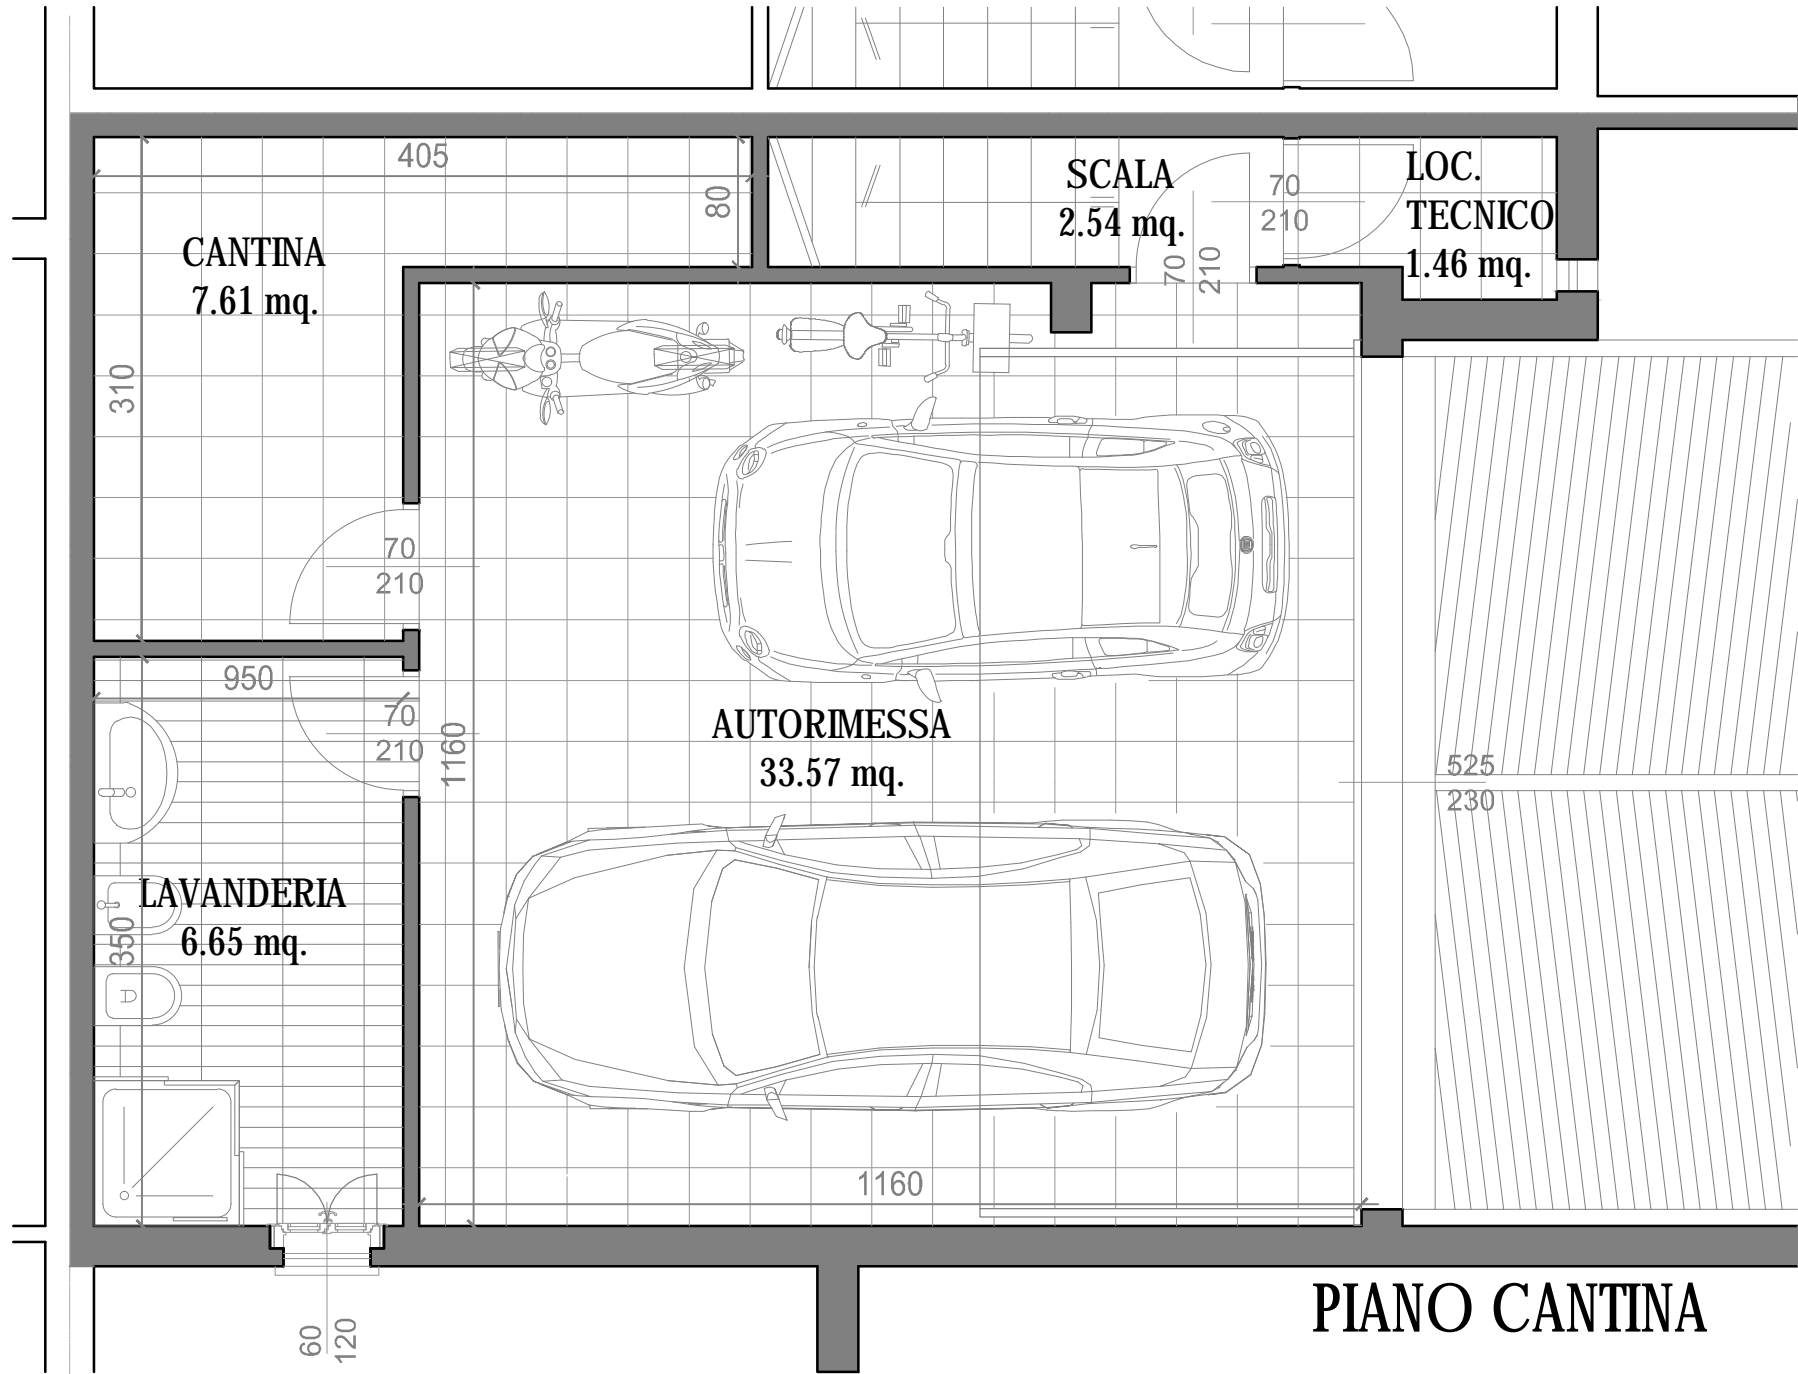 405
80
SCALA
2.54 mq.
70
210
LOC.
TECNICO
1.46 mq.
70
210
CANTINA
7.61 mq.
310
70
210
950
70
210
1160
AUTORIMESSA
33.57 mq.
525
230
LAVANDERIA
6.65 mq.
350
1160
60
120
PIANO CANTINA